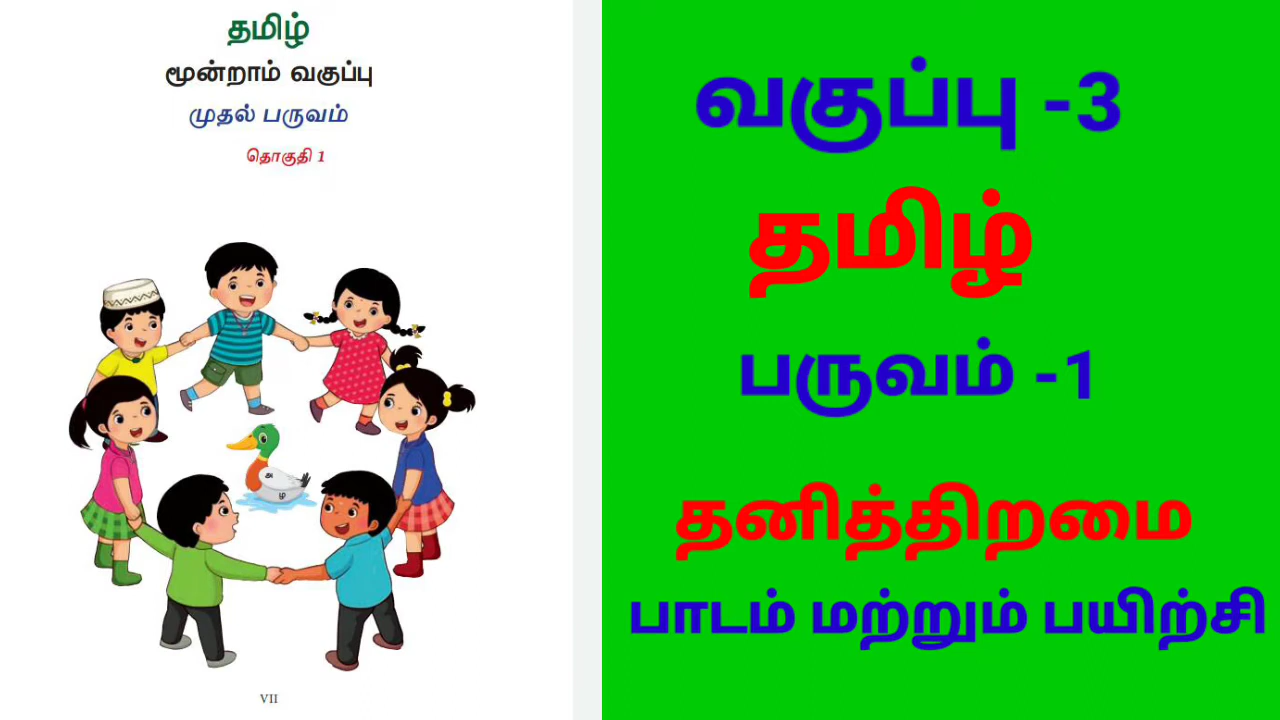 தமிழ்
மூன்றாம் வகுப்பு
முதல் பருவம்
தொகுதி 1
அ
ழ
VII
வகுப்பு -3
தமிழ்
பருவம் -1
தனித்திறமை
பாடம் மற்றும் பயிற்சி